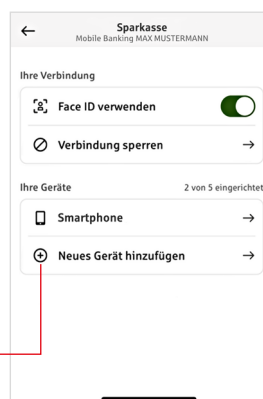 Sparkasse
Mobile Banking MAX MUSTERMANN
Ihre Verbindung
Face ID verwenden
Verbindung sperren
Ihre Geräte 2 von 5 eingerichtet
Smartphone
Neues Gerät hinzufügen